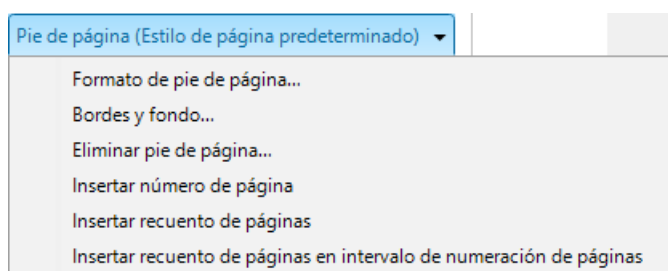 Pie de página (Estilo de página predeterminado)
Formato de pie de página...
Bordes y fondo...
Eliminar pie de página...
Insertar número de página
Insertar recuento de páginas
Insertar recuento de páginas en intervalo de numeración de páginas